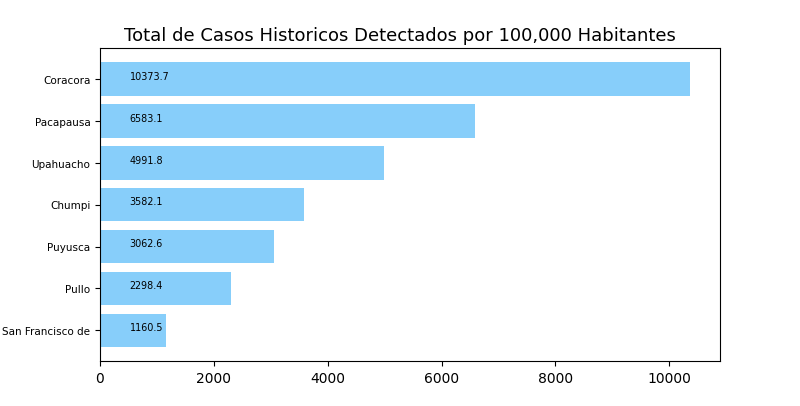 Total de Casos Historicos Detectados por 100,000 Habitantes
Coracora 10373.7
Pacapausa 6583.1
Upahuacho 4991.8
Chumpi 3582.1
Puyusca 3062.6
Pullo 2298.4
San Francisco de 1160.5
0 2000 4000 6000 8000 10000